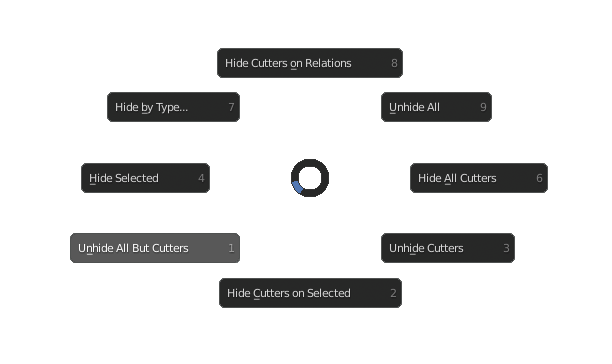 Hide Cutters on Relations 8
Hide by Type... 7
Unhide All 9
Hide Selected 4
Hide All Cutters 6
Unhide All But Cutters 1
Unhide Cutters 3
Hide Cutters on Selected 2